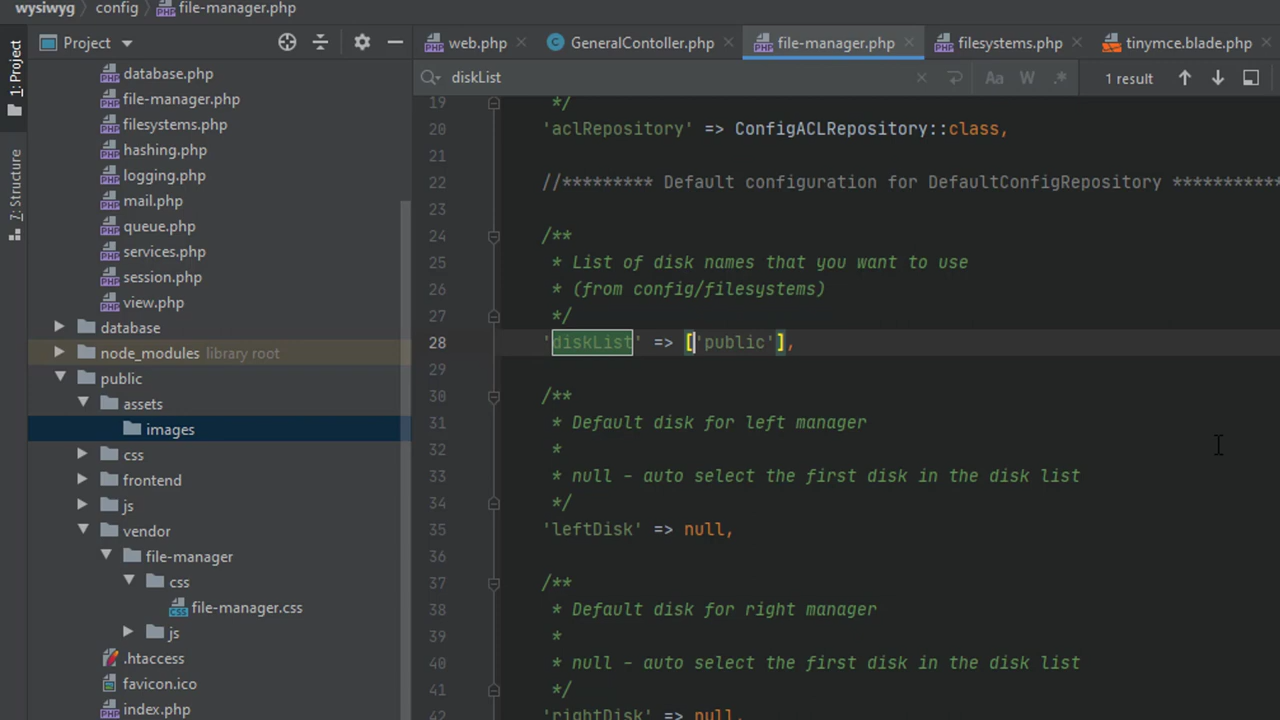 wysiwyg config file-manager.php
Project
web.php GeneralContoller.php file-manager.php filesystems.php tinymce.blade.php
diskList Aa W .* 1 result
1: Project
7: Structure
database.php
file-manager.php
filesystems.php
hashing.php
logging.php
mail.php
queue.php
services.php
session.php
view.php
database
node_modules library root
public
assets
images
css
frontend
js
vendor
file-manager
css
file-manager.css
js
.htaccess
favicon.ico
index.php
19 */
20 'aclRepository' => ConfigACLRepository::class,
21
22 //********* Default configuration for DefaultConfigRepository ***********
23
24 /**
25 * List of disk names that you want to use
26 * (from config/filesystems)
27 */
28 'diskList' => ['public'],
29
30 /**
31 * Default disk for left manager
32 *
33 * null - auto select the first disk in the disk list
34 */
35 'leftDisk' => null,
36
37 /**
38 * Default disk for right manager
39 *
40 * null - auto select the first disk in the disk list
41 */
42 'rightDisk' => null,